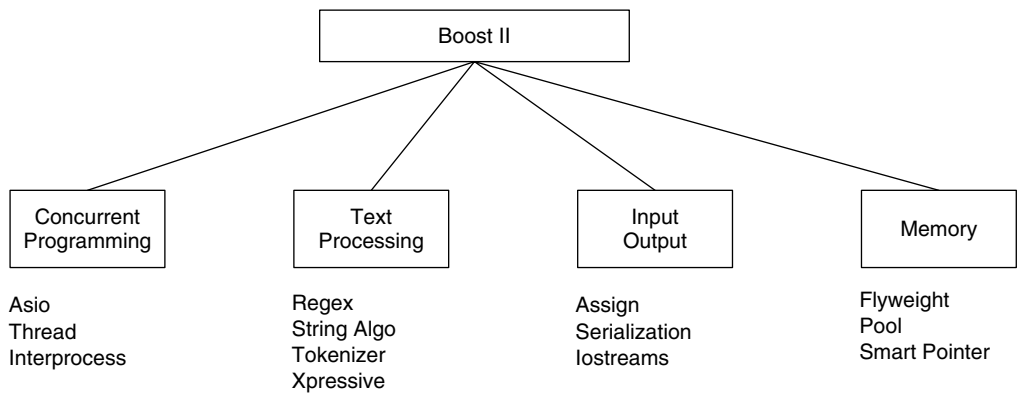 Boost II
Concurrent
Programming
Text
Processing
Input
Output
Memory
Asio
Thread
Interprocess
Regex
String Algo
Tokenizer
Xpressive
Assign
Serialization
Iostreams
Flyweight
Pool
Smart Pointer